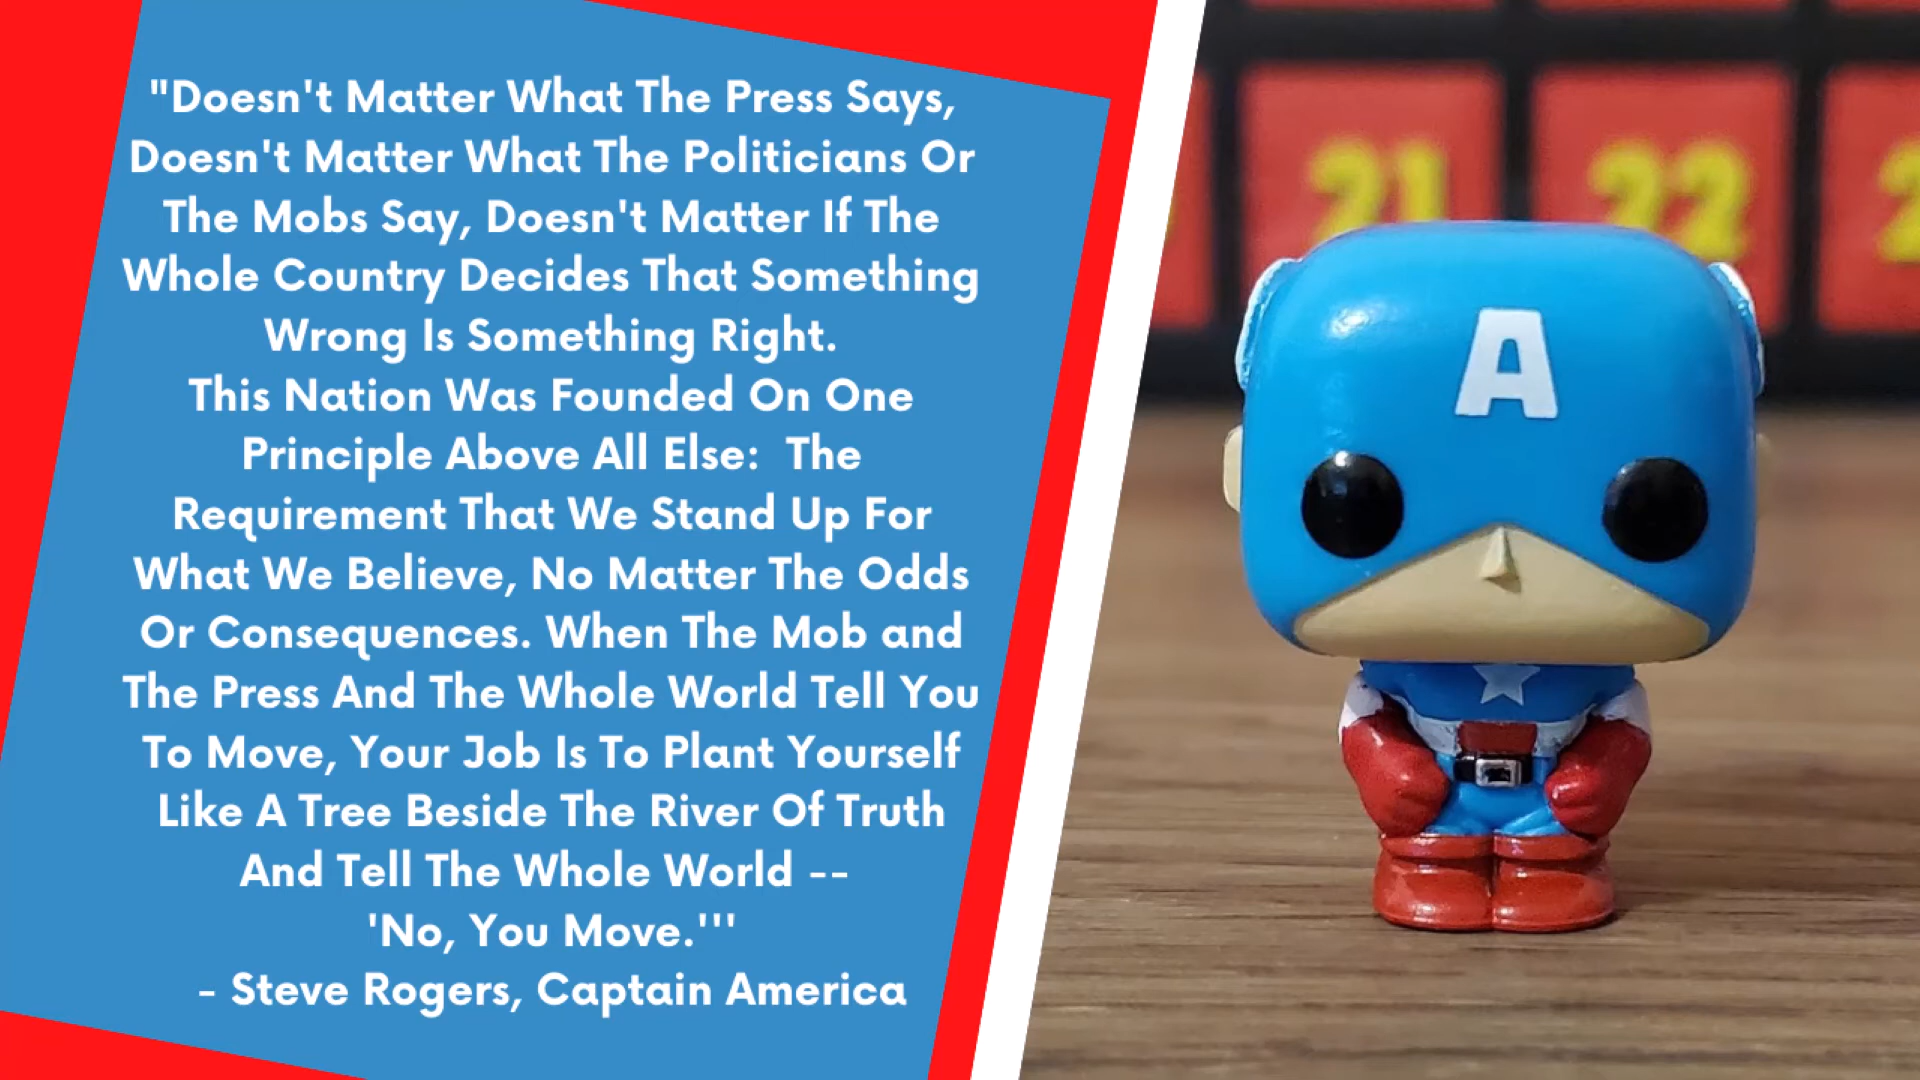 "Doesn't Matter What The Press Says,
Doesn't Matter What The Politicians Or
The Mobs Say, Doesn't Matter If The
Whole Country Decides That Something
Wrong Is Something Right.
This Nation Was Founded On One
Principle Above All Else:  The
Requirement That We Stand Up For
What We Believe, No Matter The Odds
Or Consequences. When The Mob and
The Press And The Whole World Tell You
To Move, Your Job Is To Plant Yourself
Like A Tree Beside The River Of Truth
And Tell The Whole World --
'No, You Move.'''
- Steve Rogers, Captain America
21 22
A